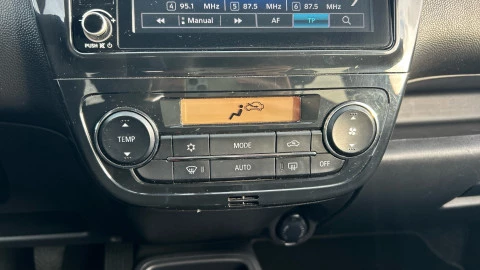 4 95.1 MHz 5 87.5 MHz 6 87.5 MHz 7
Manual AF TP
PUSH
TEMP MODE
AUTO OFF